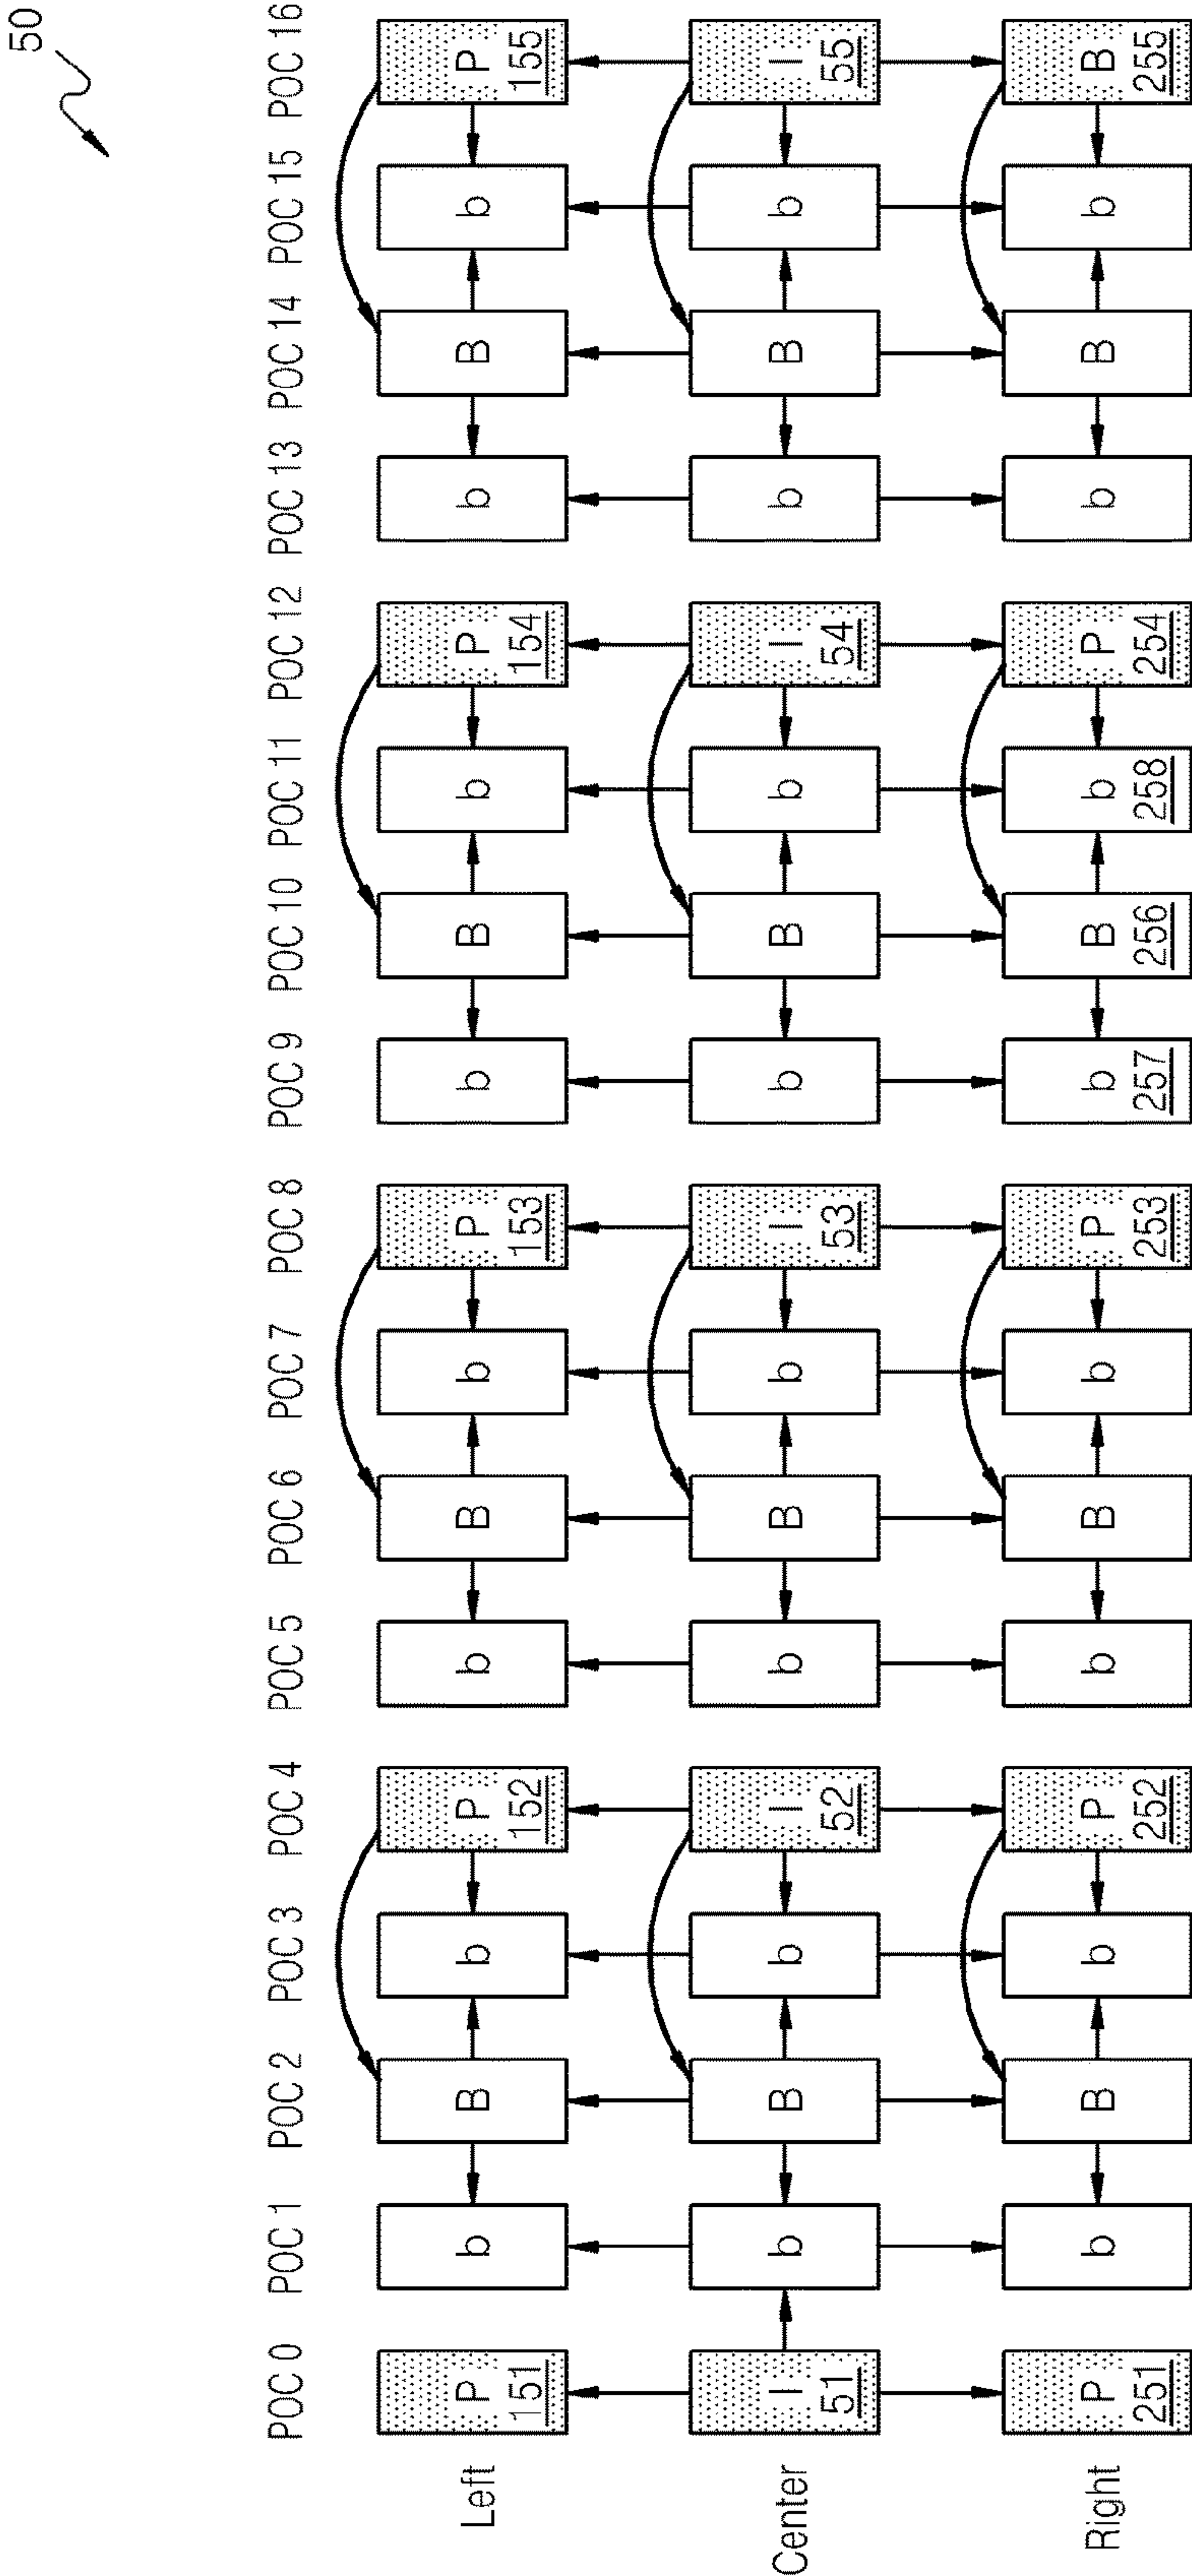 50
POC 0 POC 1 POC 2 POC 3 POC 4 POC 5 POC 6 POC 7 POC 8 POC 9 POC 10 POC 11 POC 12 POC 13 POC 14 POC 15 POC 16
Left P b B b P b B b P b B b P b B b P
151 152 153 154 155
Center I b B b I b B b I b B b I b B b I
51 52 53 54 55
Right P b B b P b B b P b B b P b B b B
251 252 253 257 256 258 254 255